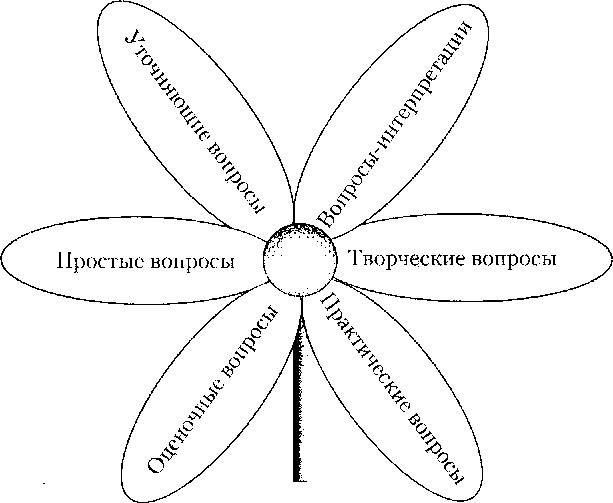 Уточняющие вопросы
Вопросы-интерпретации
Простые вопросы
Творческие вопросы
Оценочные вопросы
Практические вопросы